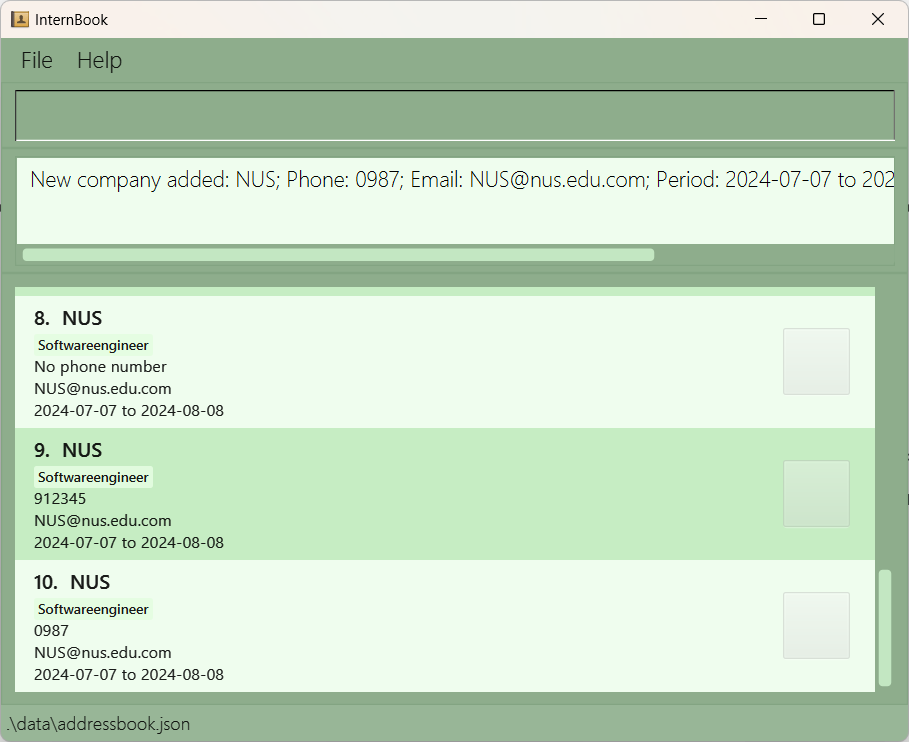 InternBook
File Help
New company added: NUS; Phone: 0987; Email: NUS@nus.edu.com; Period: 2024-07-07 to 202
8. NUS
Softwareengineer
No phone number
NUS@nus.edu.com
2024-07-07 to 2024-08-08
9. NUS
Softwareengineer
912345
NUS@nus.edu.com
2024-07-07 to 2024-08-08
10. NUS
Softwareengineer
0987
NUS@nus.edu.com
2024-07-07 to 2024-08-08
.\data\addressbook.json